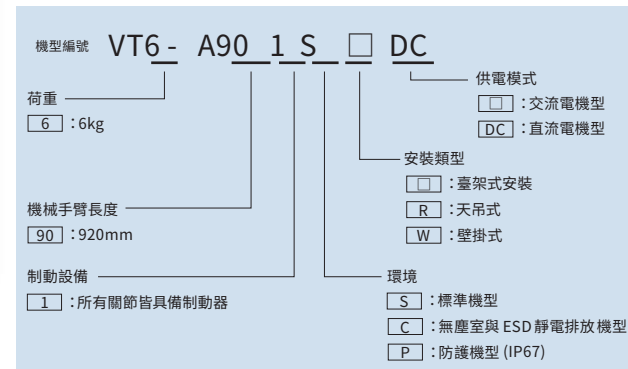 機型編號 VT6 - A90 1 S □ DC
供電模式
□ :交流電機型
DC :直流電機型
荷重
6 :6kg
安裝類型
□ :臺架式安裝
R :天吊式
W :壁掛式
機械手臂長度
90 :920mm
制動設備
1 :所有關節皆具備制動器
環境
S :標準機型
C :無塵室與 ESD 靜電排放機型
P :防護機型 (IP67)